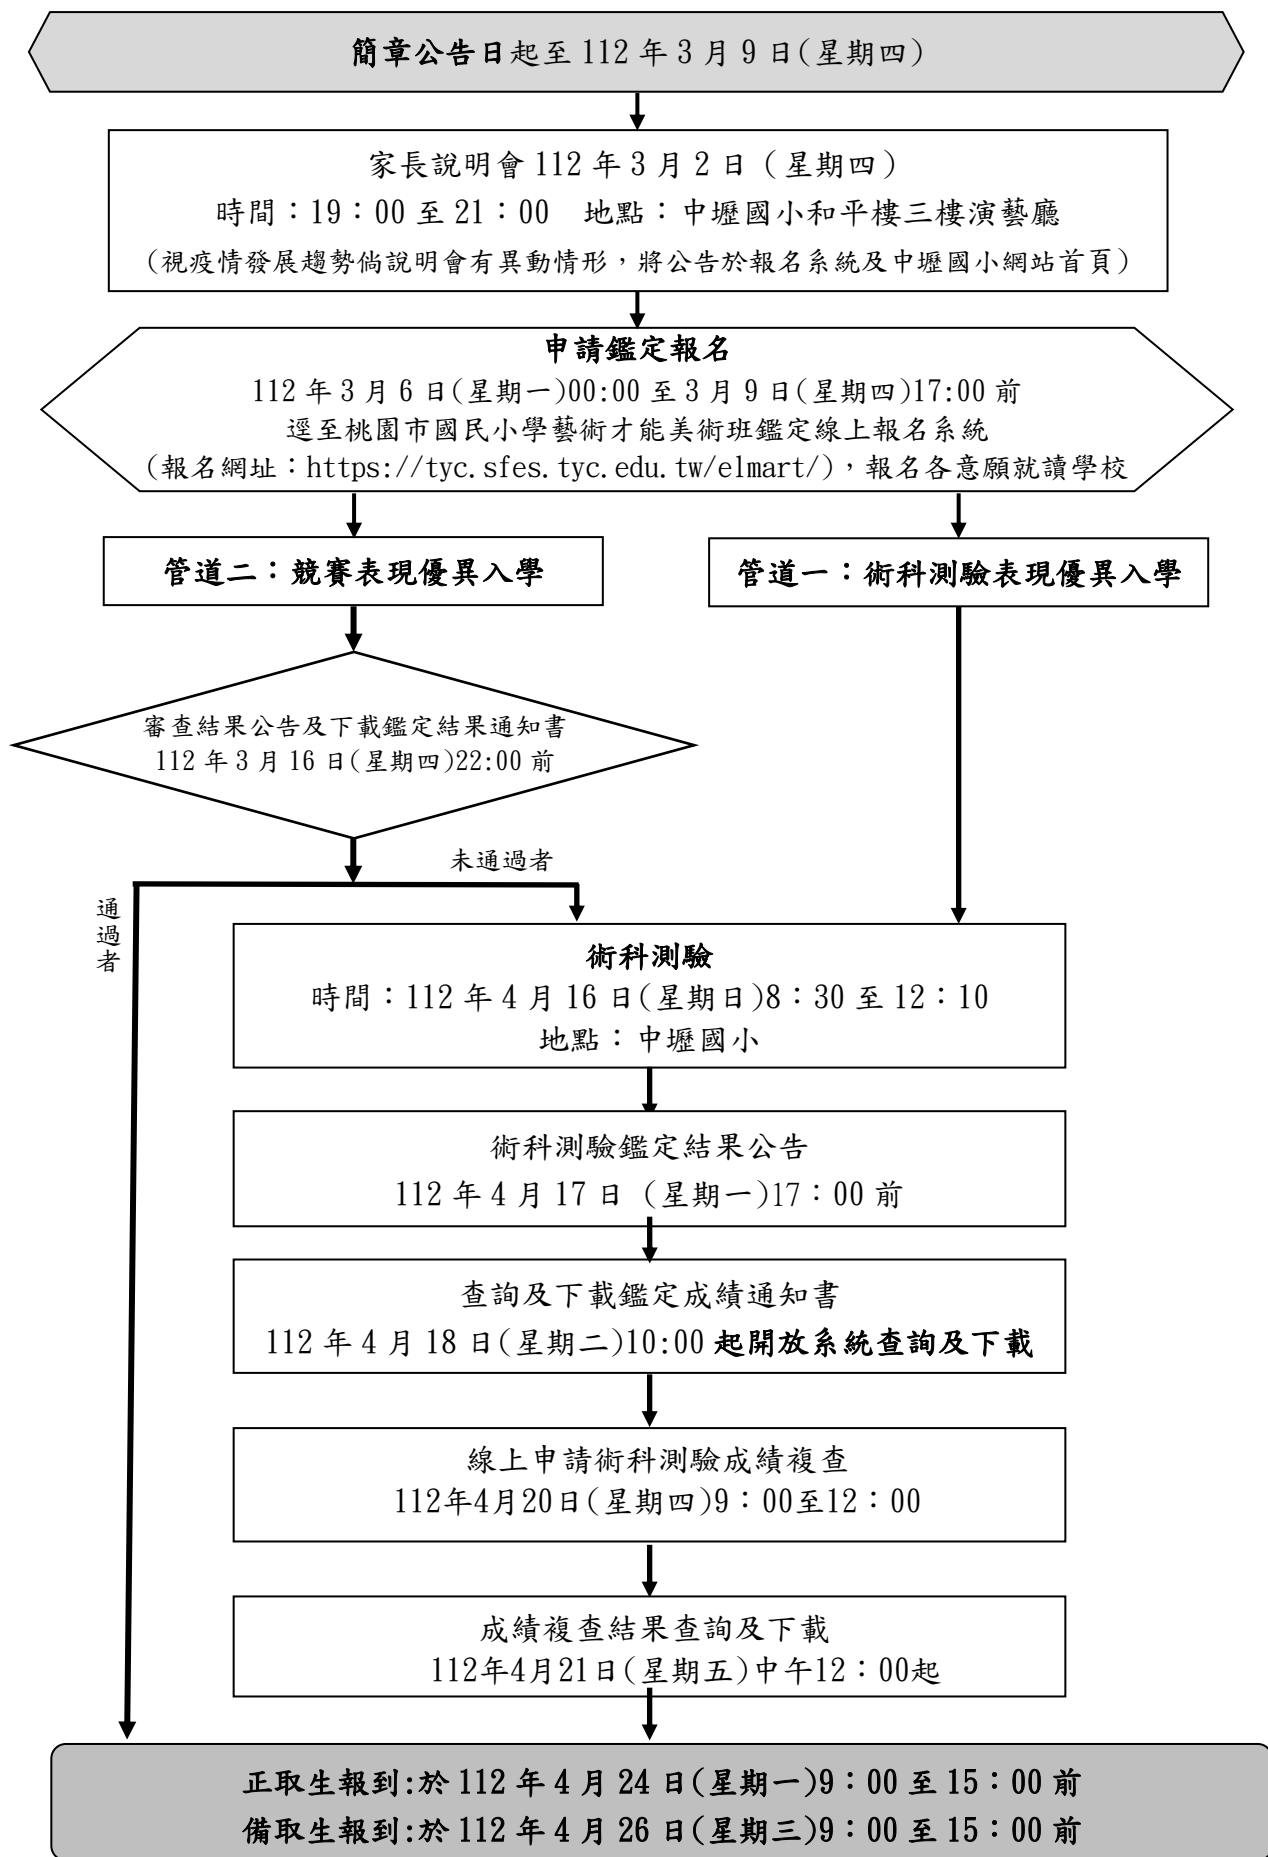 簡章公告日起至 112 年 3 月 9 日(星期四)
家長說明會 112 年 3 月 2 日（星期四）
時間：19：00 至 21：00　地點：中壢國小和平樓三樓演藝廳
(視疫情發展趨勢倘說明會有異動情形，將公告於報名系統及中壢國小網站首頁)
申請鑑定報名
112 年 3 月 6 日(星期一)00:00 至 3 月 9 日(星期四)17:00 前
逕至桃園市國民小學藝術才能美術班鑑定線上報名系統
(報名網址：https://tyc.sfes.tyc.edu.tw/elmart/)，報名各意願就讀學校
管道二：競賽表現優異入學
管道一：術科測驗表現優異入學
審查結果公告及下載鑑定結果通知書
112 年 3 月 16 日(星期四)22:00 前
未通過者
通過者
術科測驗
時間：112 年 4 月 16 日(星期日)8：30 至 12：10
地點：中壢國小
術科測驗鑑定結果公告
112 年 4 月 17 日 (星期一)17：00 前
查詢及下載鑑定成績通知書
112 年 4 月 18 日(星期二)10:00 起開放系統查詢及下載
線上申請術科測驗成績複查
112年4月20日(星期四)9：00至12：00
成績複查結果查詢及下載
112年4月21日(星期五)中午12：00起
正取生報到:於 112 年 4 月 24 日(星期一)9：00 至 15：00 前
備取生報到:於 112 年 4 月 26 日(星期三)9：00 至 15：00 前